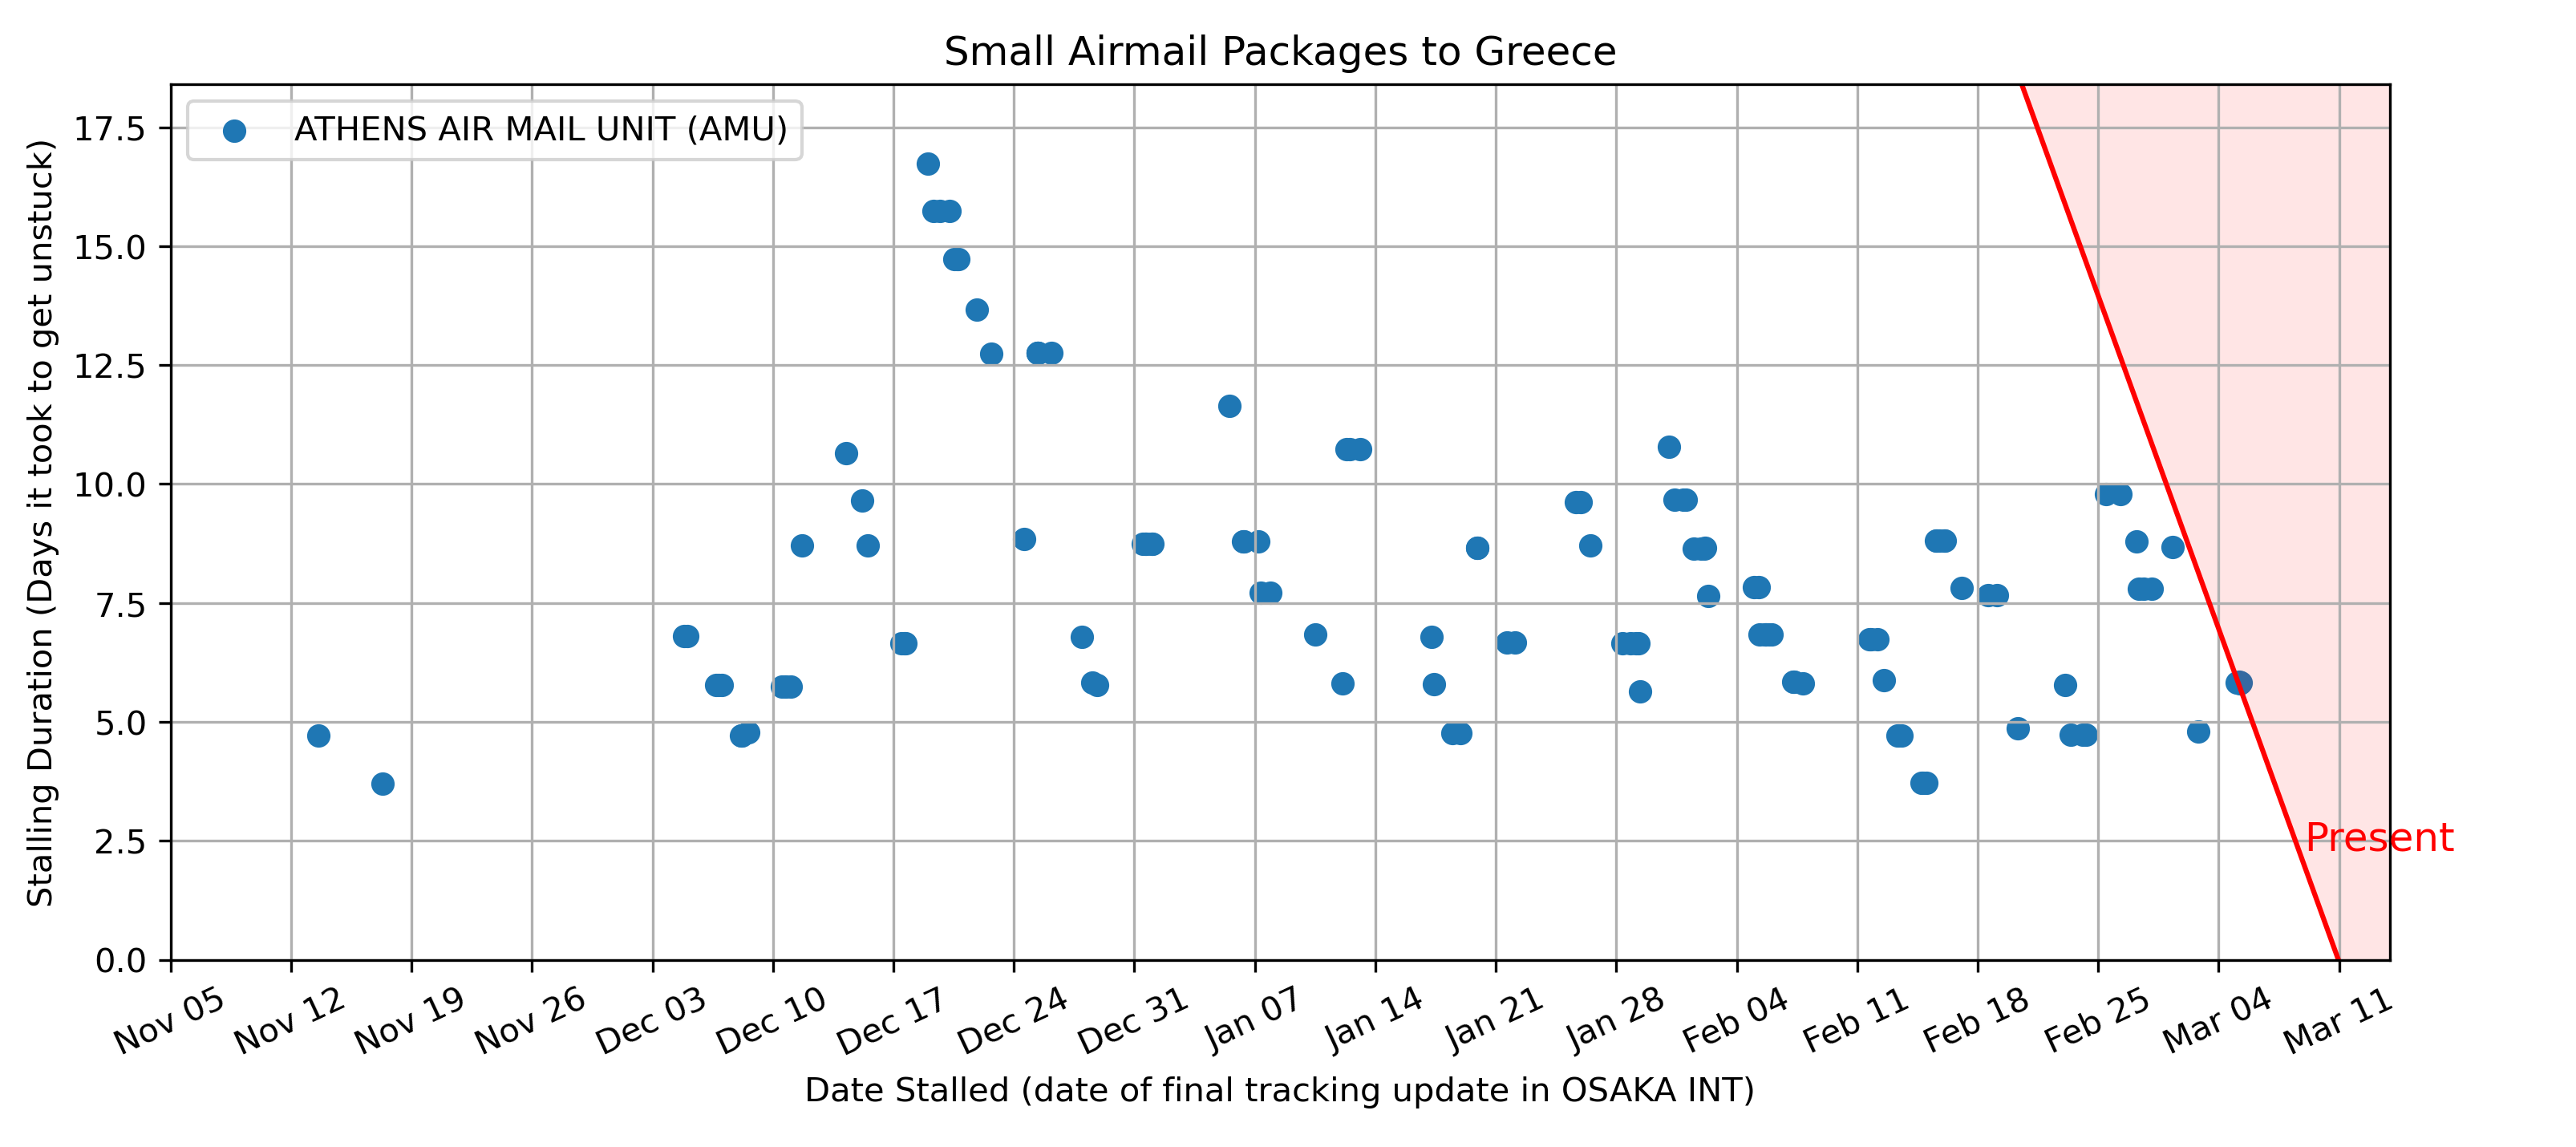 Small Airmail Packages to Greece
ATHENS AIR MAIL UNIT (AMU)
Stalling Duration (Days it took to get unstuck)
17.5
15.0
12.5
10.0
7.5
5.0
2.5
0.0
Present
Nov 05
Nov 12
Nov 19
Nov 26
Dec 03
Dec 10
Dec 17
Dec 24
Dec 31
Jan 07
Jan 14
Jan 21
Jan 28
Feb 04
Feb 11
Feb 18
Feb 25
Mar 04
Mar 11
Date Stalled (date of final tracking update in OSAKA INT)